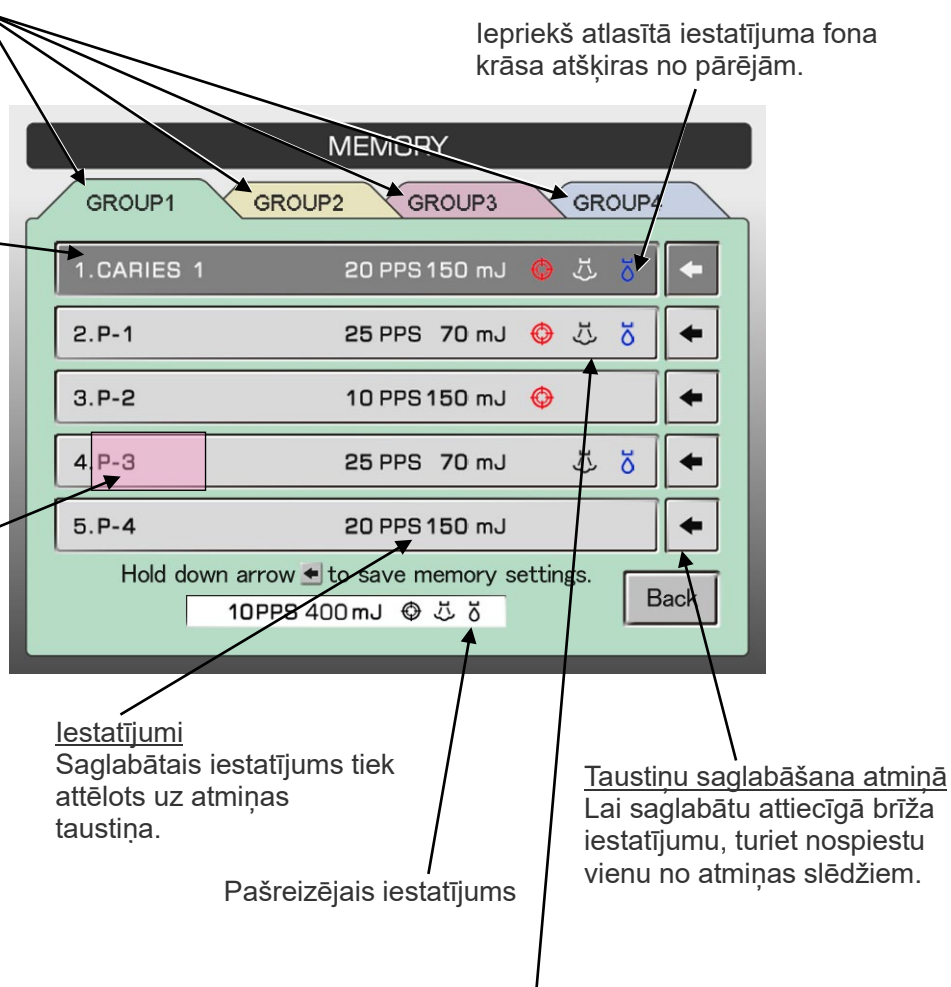 Iepriekš atlasītā iestatījuma fona
krāsa atšķiras no pārējām.
MEMORY
GROUP1 GROUP2 GROUP3 GROUP4
1.CARIES 1 20 PPS 150 mJ
2.P-1 25 PPS 70 mJ
3.P-2 10 PPS 150 mJ
4.P-3 25 PPS 70 mJ
5.P-4 20 PPS 150 mJ
Hold down arrow to save memory settings.
10PPS 400 mJ
Back
Iestatījumi
Saglabātais iestatījums tiek
attēlots uz atmiņas
taustiņa.
Pašreizējais iestatījums
Taustiņu saglabāšana atmiņā
Lai saglabātu attiecīgā brīža
iestatījumu, turiet nospiestu
vienu no atmiņas slēdžiem.